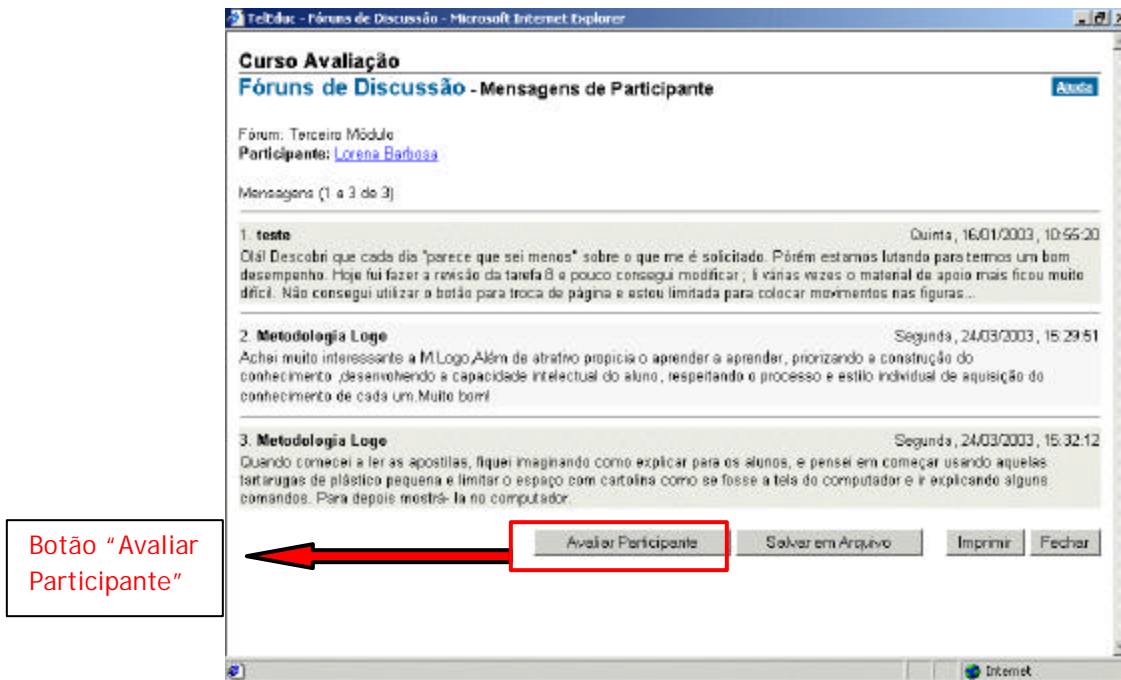 TelEduc - Fóruns de Discussão - Microsoft Internet Explorer
Curso Avaliação
Fóruns de Discussão - Mensagens de Participante
Ajuda
Fórum: Terceiro Módulo
Participante: Lorena Barbosa
Mensagens (1 a 3 de 3)
1. teste Quinta, 16/01/2003, 10:55:20
Olá! Descobri que cada dia "parece que sei menos" sobre o que me é solicitado. Pórém estamos lutando para termos um bom
desempenho. Hoje fui fazer a revisão da tarefa 8 e pouco consegui modificar ; li várias vezes o material de apoio mais ficou muito
difícil. Não consegui utilizar o botão para troca de página e estou limitada para colocar movimentos nas figuras...
2. Metodologia Logo Segunda, 24/03/2003, 15:29:51
Achei muito interessante a M.Logo,Além de atrativo propicia o aprender a aprender, priorizando a construção do
conhecimento ,desenvolvendo a capacidade intelectual do aluno, respeitando o processo e estilo individual de aquisição do
conhecimento de cada um.Muito bom!
3. Metodologia Logo Segunda, 24/03/2003, 15:32:12
Quando comecei a ler as apostilas, fiquei imaginando como explicar para os alunos, e pensei em começar usando aquelas
tartarugas de plástico pequena e limitar o espaço com cartolina como se fosse a tela do computador e ir explicando alguns
comandos. Para depois mostrá- la no computador.
Avaliar Participante Salvar em Arquivo Imprimir Fechar
Botão "Avaliar
Participante"
Internet